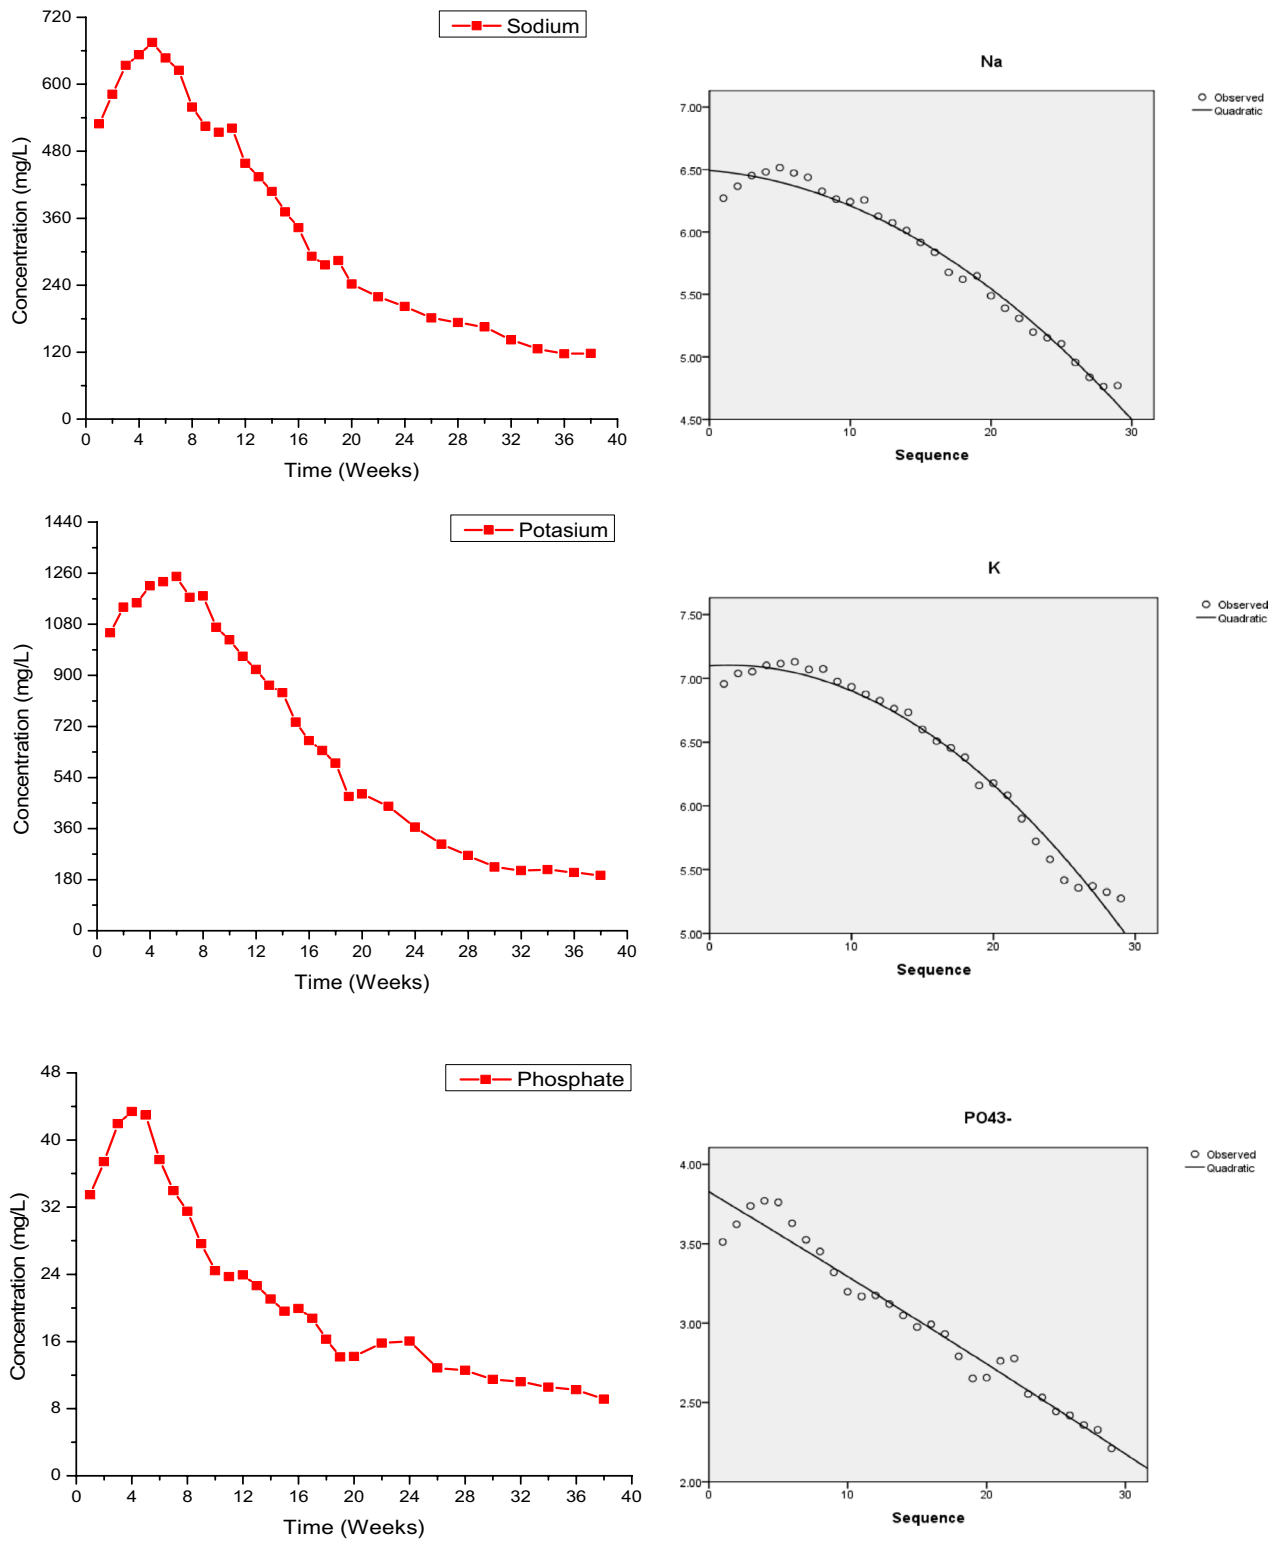 Sodium
720
600
480
360
240
120
0
Concentration (mg/L)
0 4 8 12 16 20 24 28 32 36 40
Time (Weeks)
Na
Observed
Quadratic
7.00
6.50
6.00
5.50
5.00
4.50
0 10 20 30
Sequence
Potasium
1440
1260
1080
900
720
540
360
180
0
Concentration (mg/L)
0 4 8 12 16 20 24 28 32 36 40
Time (Weeks)
K
Observed
Quadratic
7.50
7.00
6.50
6.00
5.50
5.00
0 10 20 30
Sequence
Phosphate
48
40
32
24
16
8
0
Concentration (mg/L)
0 4 8 12 16 20 24 28 32 36 40
Time (Weeks)
PO43-
Observed
Quadratic
4.00
3.50
3.00
2.50
2.00
0 10 20 30
Sequence